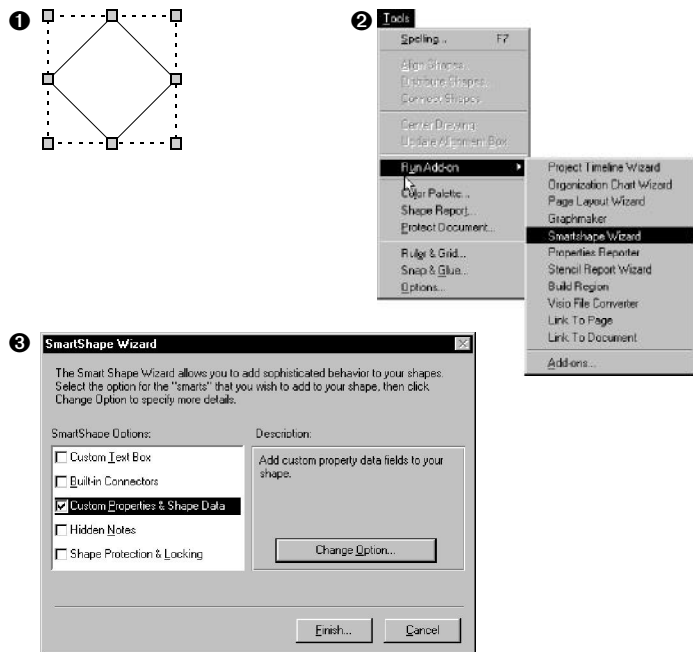 ❶
❷
Tools
Spelling... F7
Align Shapes...
Distribute Shapes...
Connect Shapes
Center Drawing
Update Alignment Box
Run Add-on
Color Palette...
Shape Report...
Protect Document...
Ruler & Grid...
Snap & Glue...
Options...
Project Timeline Wizard
Organization Chart Wizard
Page Layout Wizard
Graphmaker
Smartshape Wizard
Properties Reporter
Stencil Report Wizard
Build Region
Visio File Converter
Link To Page
Link To Document
Add-ons...
❸
SmartShape Wizard
The Smart Shape Wizard allows you to add sophisticated behavior to your shapes.
Select the option for the "smarts" that you wish to add to your shape, then click
Change Option to specify more details.
SmartShape Options:
Custom Text Box
Built-in Connectors
Custom Properties & Shape Data
Hidden Notes
Shape Protection & Locking
Description:
Add custom property data fields to your
shape.
Change Option...
Finish...
Cancel